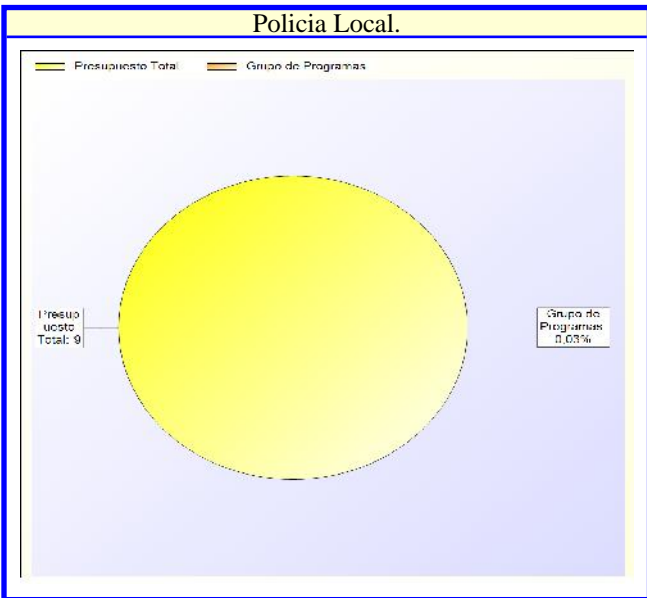 Policia Local.
Presupuesto Total    Grupo de Programas
Presup
uesto
Total: 9
Grupo de
Programas
0,03%